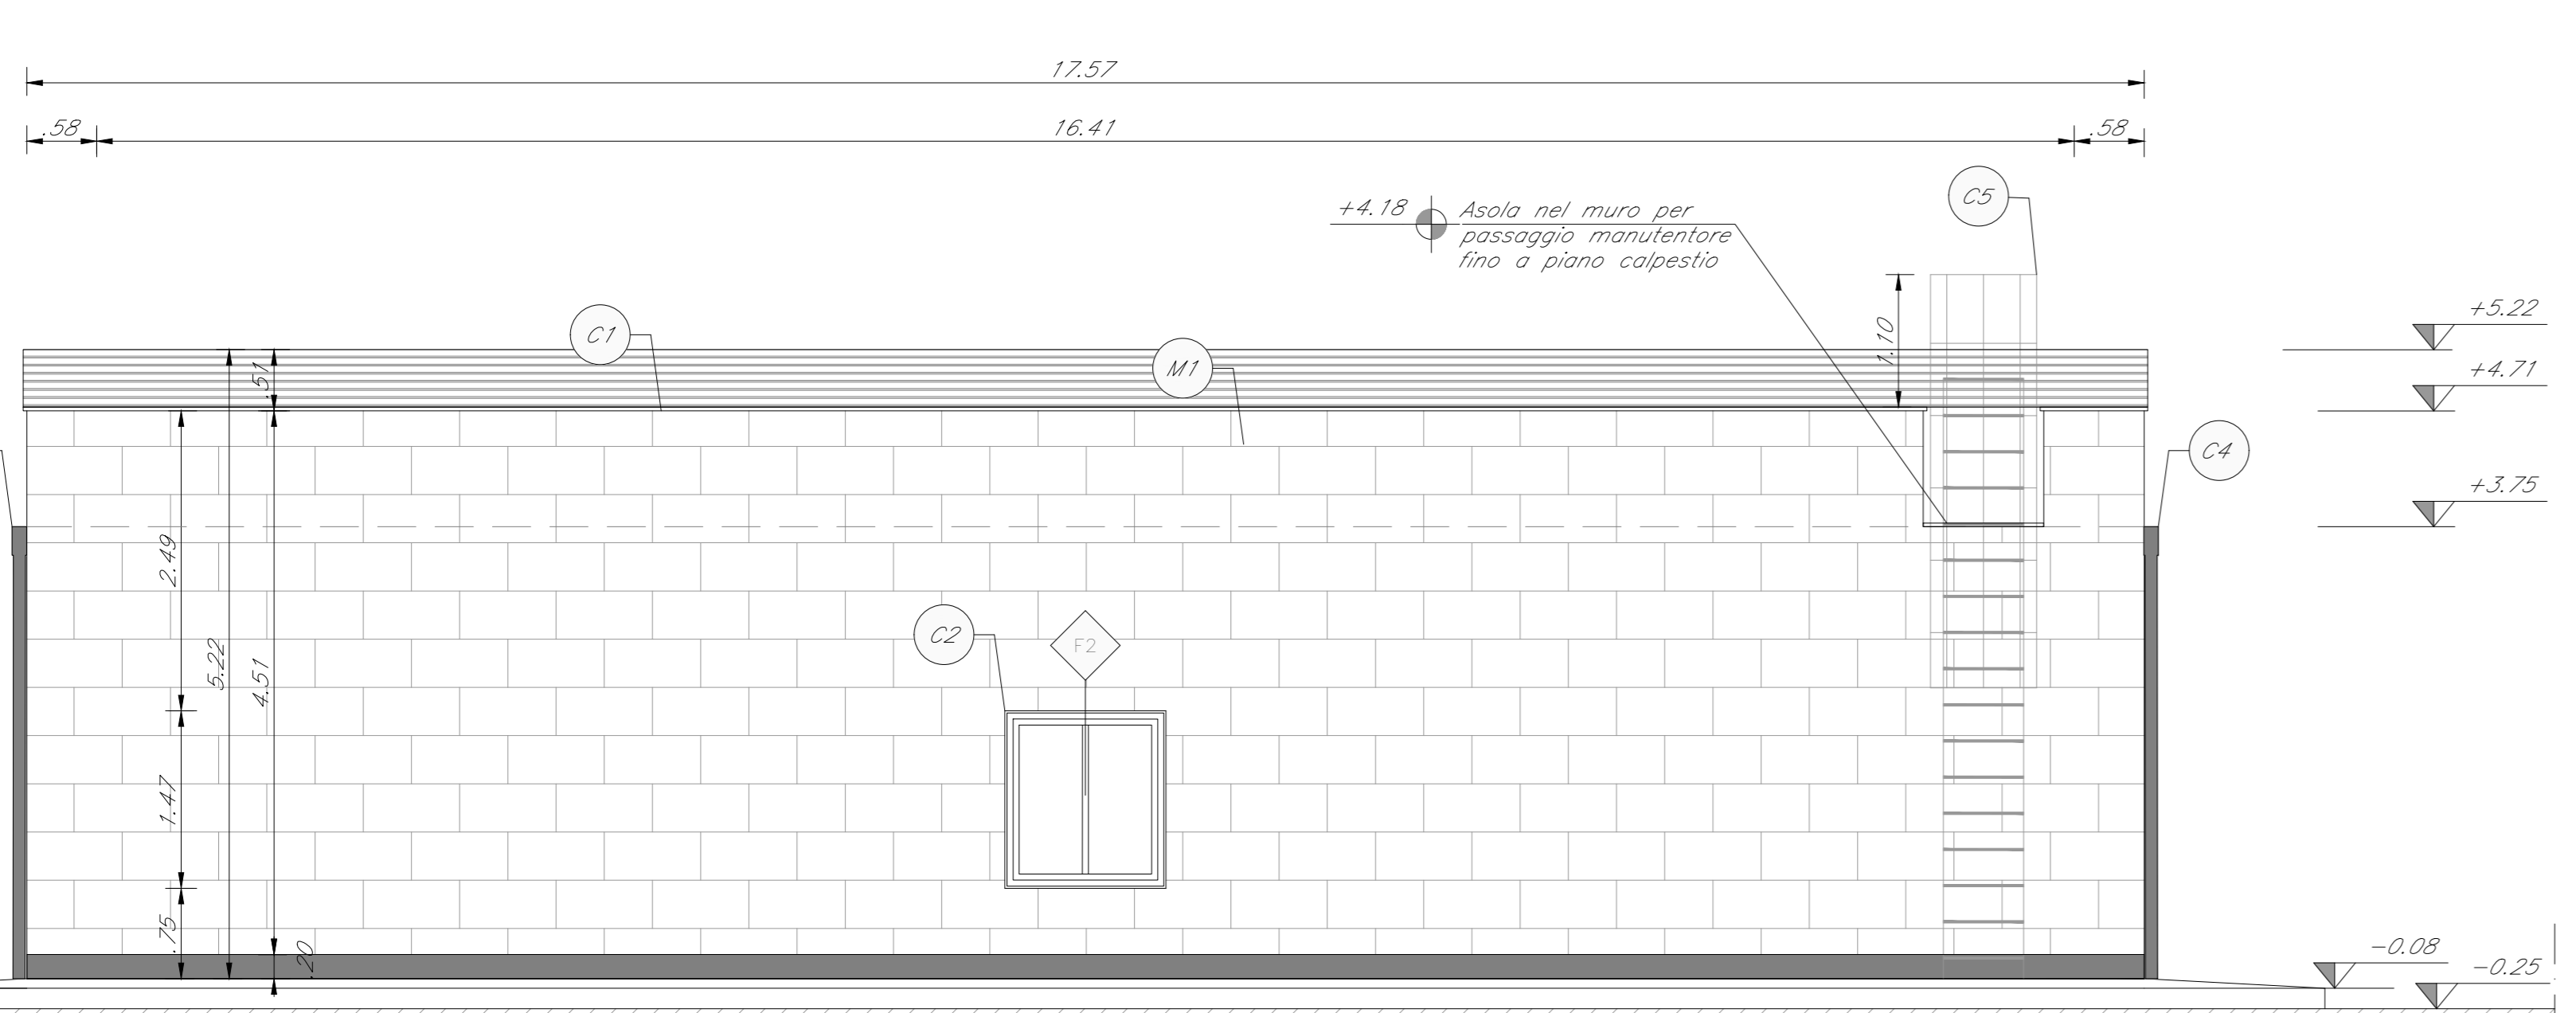 17.57
.58
16.41
.58
C5
+4.18
Asola nel muro per
passaggio manutentore
fino a piano calpestio
+5.22
C1
1.10
M1
.51
+4.71
C4
+3.75
2.49
C2
F2
5.22
4.51
1.47
.75
.20
-0.08
-0.25